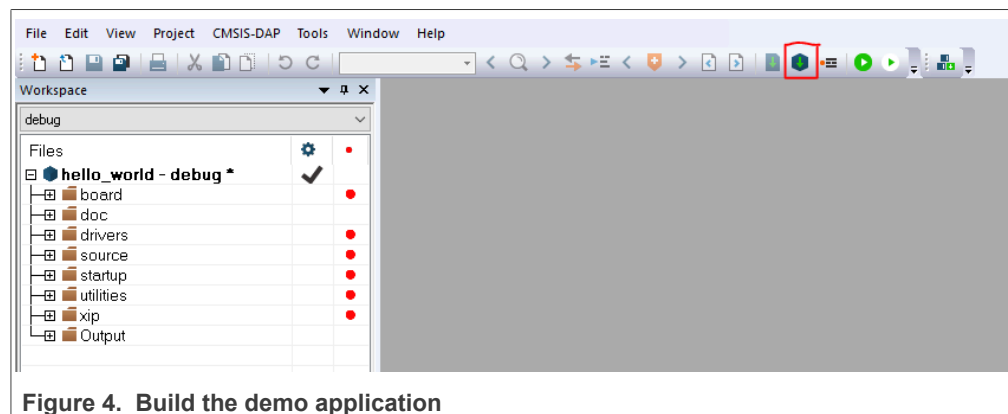 File Edit View Project CMSIS-DAP Tools Window Help
Workspace
debug
Files
hello_world - debug *
board
doc
drivers
source
startup
utilities
xip
Output
Figure 4. Build the demo application